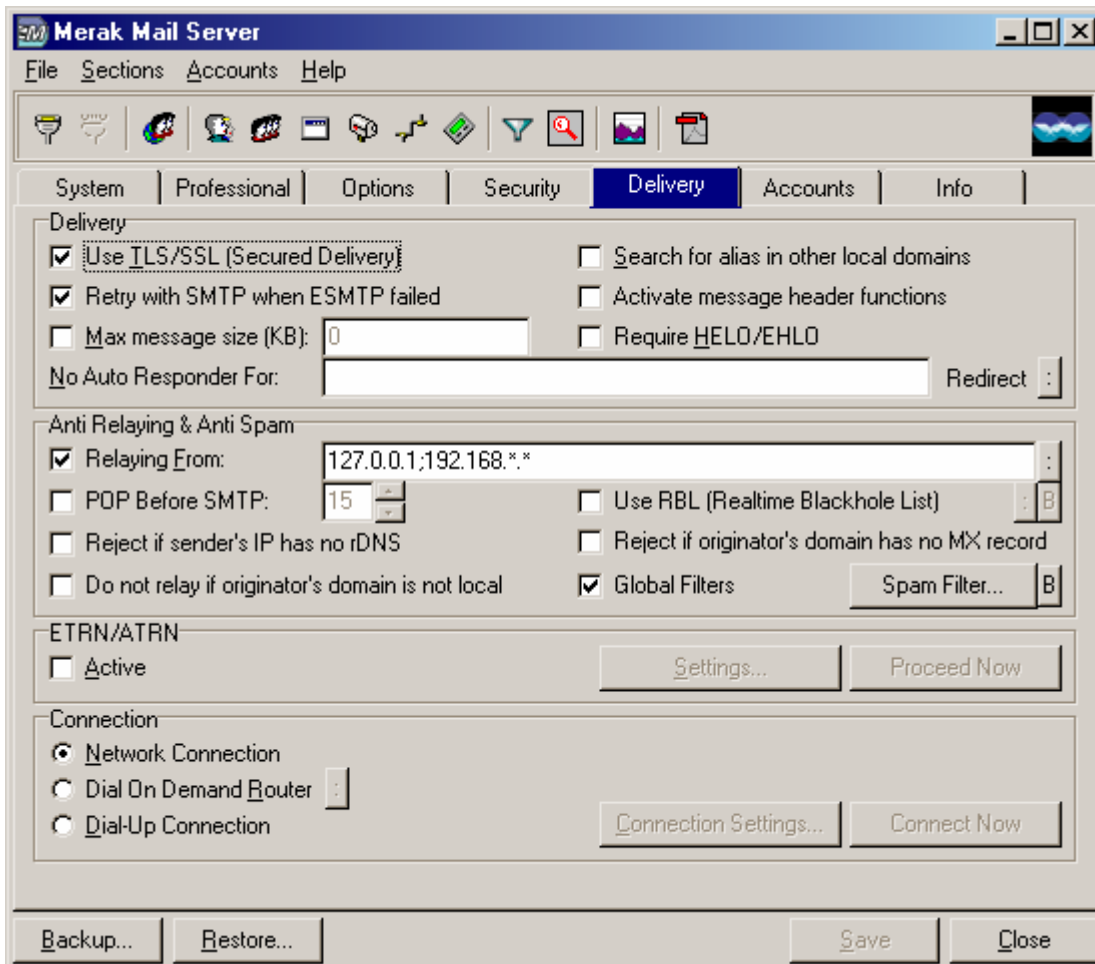 Merak Mail Server
File Sections Accounts Help
System Professional Options Security Delivery Accounts Info
Delivery
Use TLS/SSL (Secured Delivery) Search for alias in other local domains
Retry with SMTP when ESMTP failed Activate message header functions
Max message size (KB): 0 Require HELO/EHLO
No Auto Responder For: Redirect :
Anti Relaying & Anti Spam
Relaying From: 127.0.0.1;192.168.*.* :
POP Before SMTP: 15 Use RBL (Realtime Blackhole List) : B
Reject if sender's IP has no rDNS Reject if originator's domain has no MX record
Do not relay if originator's domain is not local Global Filters Spam Filter... B
ETRN/ATRN
Active Settings... Proceed Now
Connection
Network Connection
Dial On Demand Router :
Dial-Up Connection Connection Settings... Connect Now
Backup... Restore... Save Close